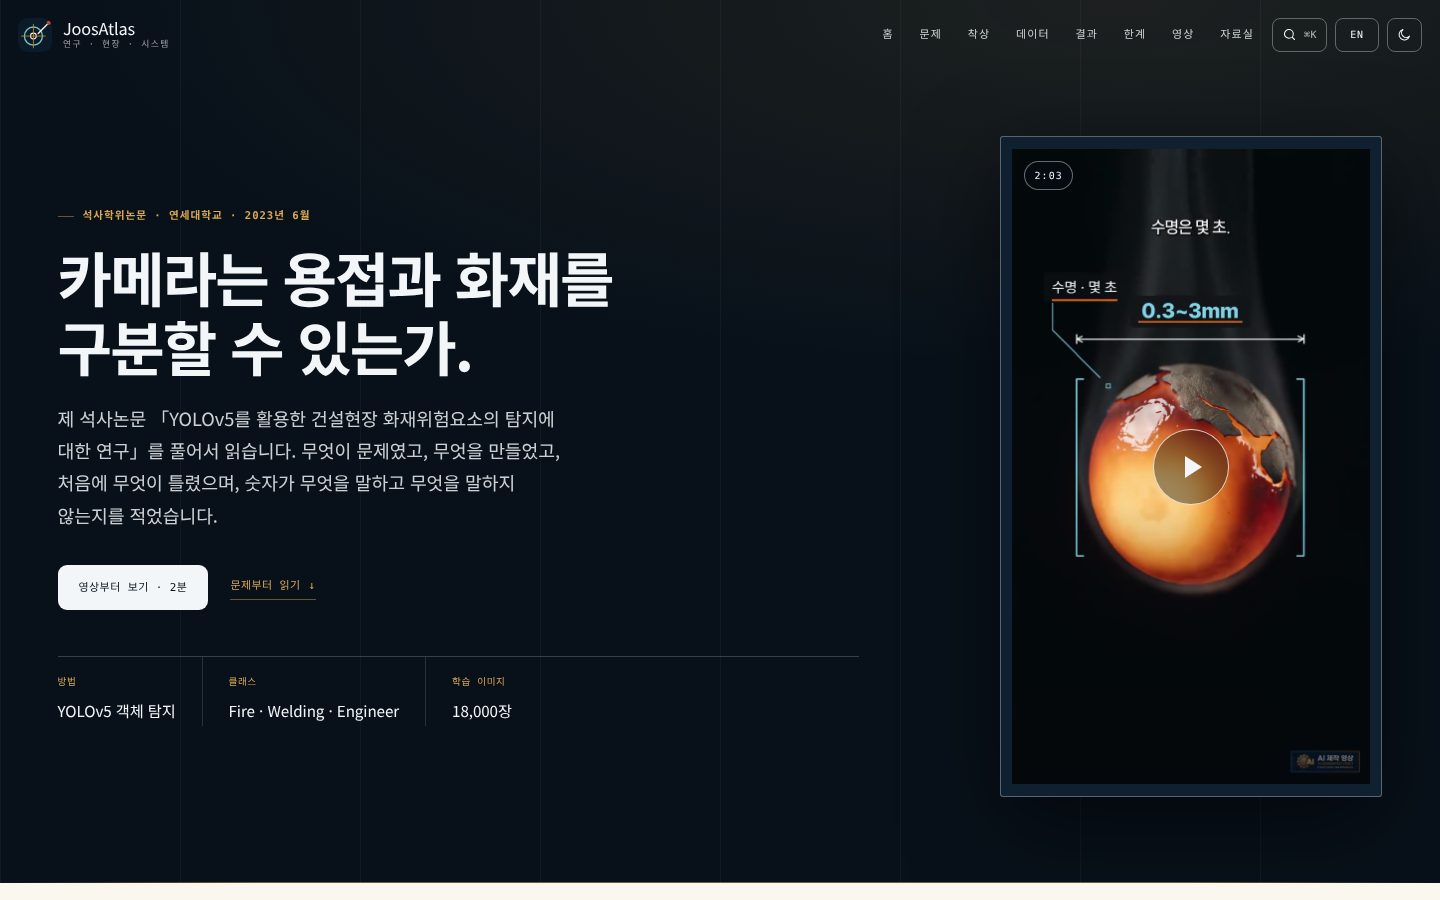 JoosAtlas
연구 · 현장 · 시스템
홈 문제 착상 데이터 결과 한계 영상 자료실 ⌘K EN
석사학위논문 · 연세대학교 · 2023년 6월
카메라는 용접과 화재를
구분할 수 있는가.
제 석사논문 「YOLOv5를 활용한 건설현장 화재위험요소의 탐지에
대한 연구」를 풀어서 읽습니다. 무엇이 문제였고, 무엇을 만들었고,
처음에 무엇이 틀렸으며, 숫자가 무엇을 말하고 무엇을 말하지
않는지를 적었습니다.
영상부터 보기 · 2분
문제부터 읽기 ↓
방법
YOLOv5 객체 탐지
클래스
Fire · Welding · Engineer
학습 이미지
18,000장
2:03
수명은 몇 초.
수명 · 몇 초
0.3~3mm
AI 제작 영상